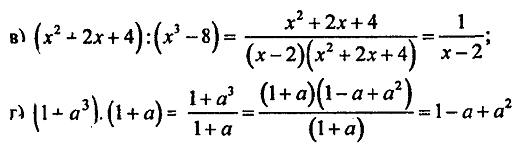 в) (x² + 2x + 4):(x³ − 8) = (x² + 2x + 4)/((x − 2)(x² + 2x + 4)) = 1/(x − 2);
г) (1 + a³).(1 + a) = (1 + a³)/(1 + a) = ((1 + a)(1 − a + a²))/((1 + a)) = 1 − a + a²